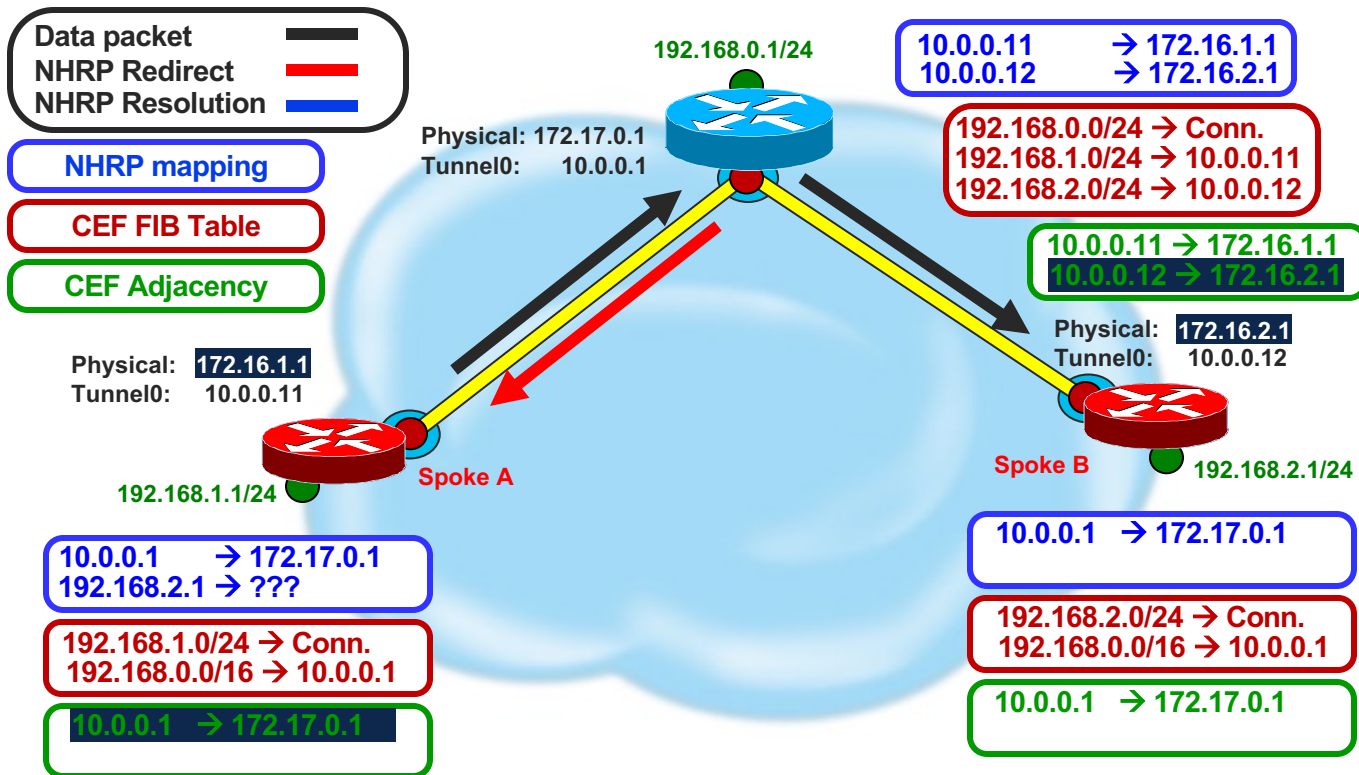 Data packet
NHRP Redirect
NHRP Resolution
NHRP mapping
CEF FIB Table
CEF Adjacency
192.168.0.1/24
Physical: 172.17.0.1
Tunnel0: 10.0.0.1
10.0.0.11 → 172.16.1.1
10.0.0.12 → 172.16.2.1
192.168.0.0/24 → Conn.
192.168.1.0/24 → 10.0.0.11
192.168.2.0/24 → 10.0.0.12
10.0.0.11 → 172.16.1.1
10.0.0.12 → 172.16.2.1
Physical: 172.16.1.1
Tunnel0: 10.0.0.11
Spoke A
192.168.1.1/24
Physical: 172.16.2.1
Tunnel0: 10.0.0.12
Spoke B
192.168.2.1/24
10.0.0.1 → 172.17.0.1
192.168.2.1 → ???
192.168.1.0/24 → Conn.
192.168.0.0/16 → 10.0.0.1
10.0.0.1 → 172.17.0.1
10.0.0.1 → 172.17.0.1
192.168.2.0/24 → Conn.
192.168.0.0/16 → 10.0.0.1
10.0.0.1 → 172.17.0.1